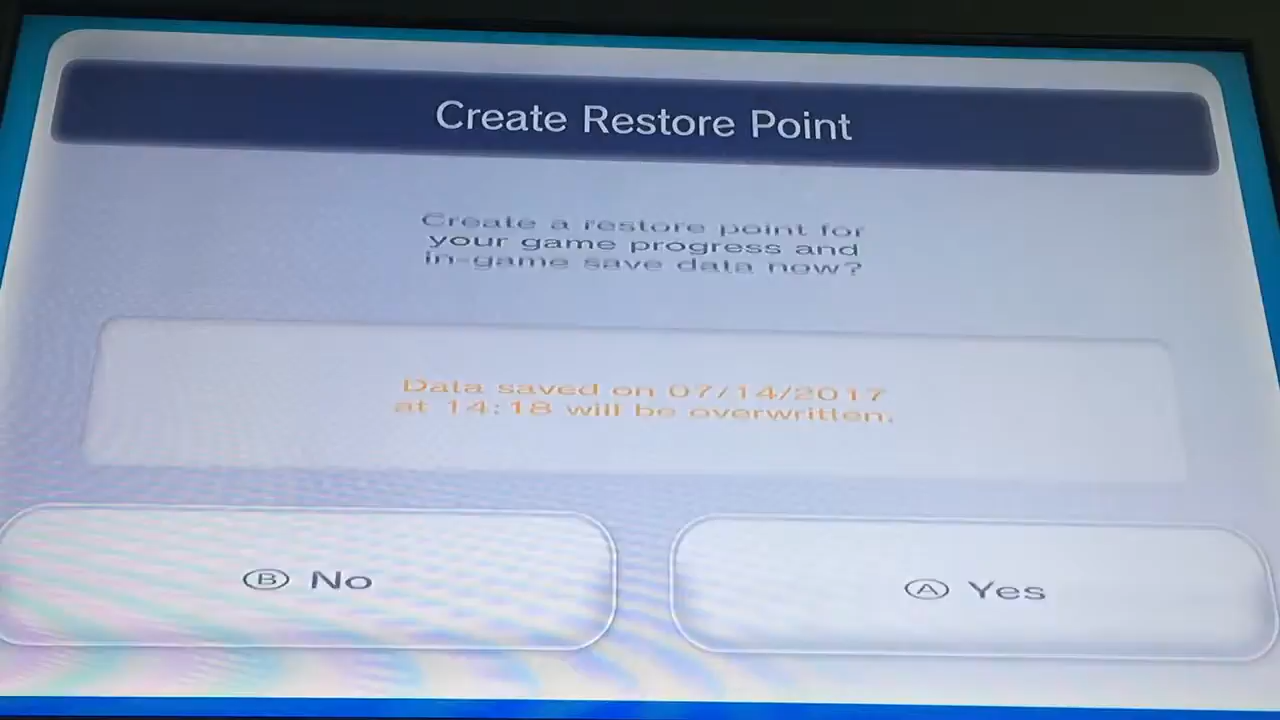 Create Restore Point
Create a restore point for
your game progress and
in-game save data now?
Data saved on 07/14/2017
at 14:18 will be overwritten.
B No
A Yes